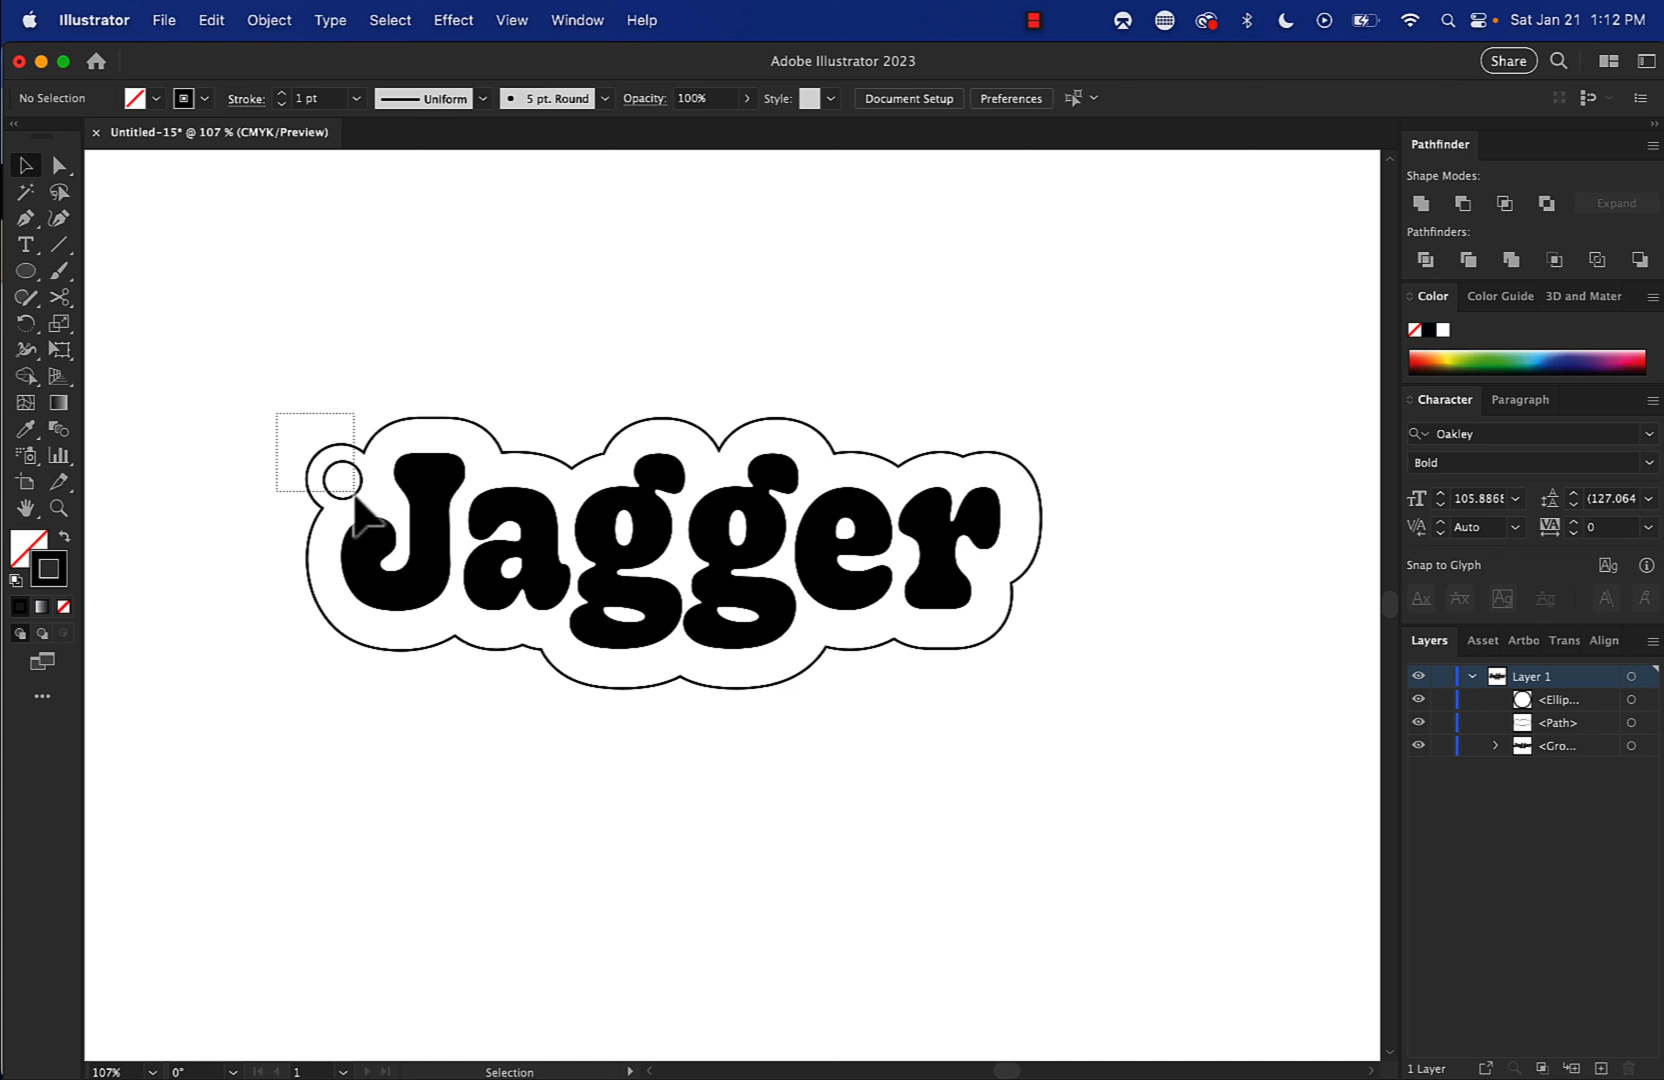 Illustrator File Edit Object Type Select Effect View Window Help Sat Jan 21 1:12 PM
Adobe Illustrator 2023 Share
No Selection Stroke: 1 pt Uniform 5 pt. Round Opacity: 100% Style: Document Setup Preferences
Untitled-15* @ 107 % (CMYK/Preview)
Pathfinder
Shape Modes:
Expand
Pathfinders:
Color Color Guide 3D and Mater
Character Paragraph
Oakley
Bold
105.886 (127.064
Auto 0
Snap to Glyph
Jagger
Layers Asset Artbo Trans Align
Layer 1
<Ellip...
<Path>
<Gro...
107% 0° 1 Selection 1 Layer